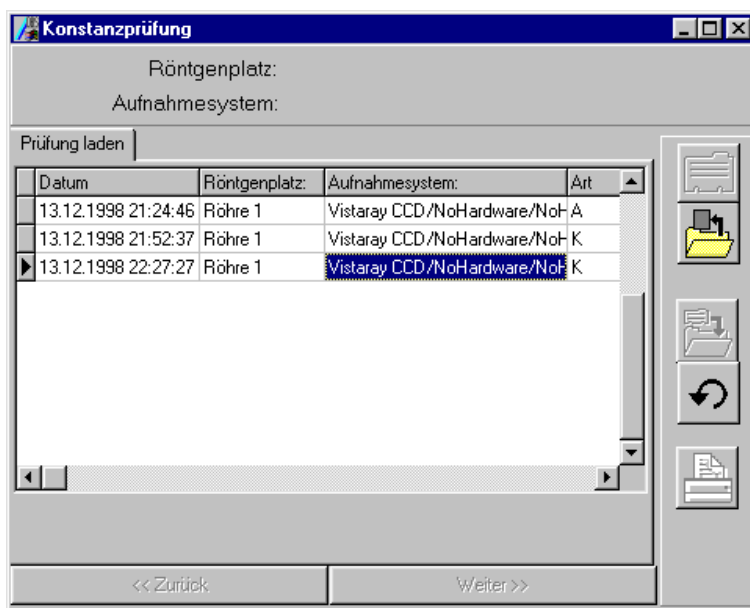 Konstanzprüfung
Röntgenplatz:
Aufnahmesystem:
Prüfung laden
Datum Röntgenplatz: Aufnahmesystem: Art
13.12.1998 21:24:46 Röhre 1 Vistaray CCD/NoHardware/NoH A
13.12.1998 21:52:37 Röhre 1 Vistaray CCD/NoHardware/NoH K
13.12.1998 22:27:27 Röhre 1 Vistaray CCD/NoHardware/NoH K
<< Zurück Weiter >>